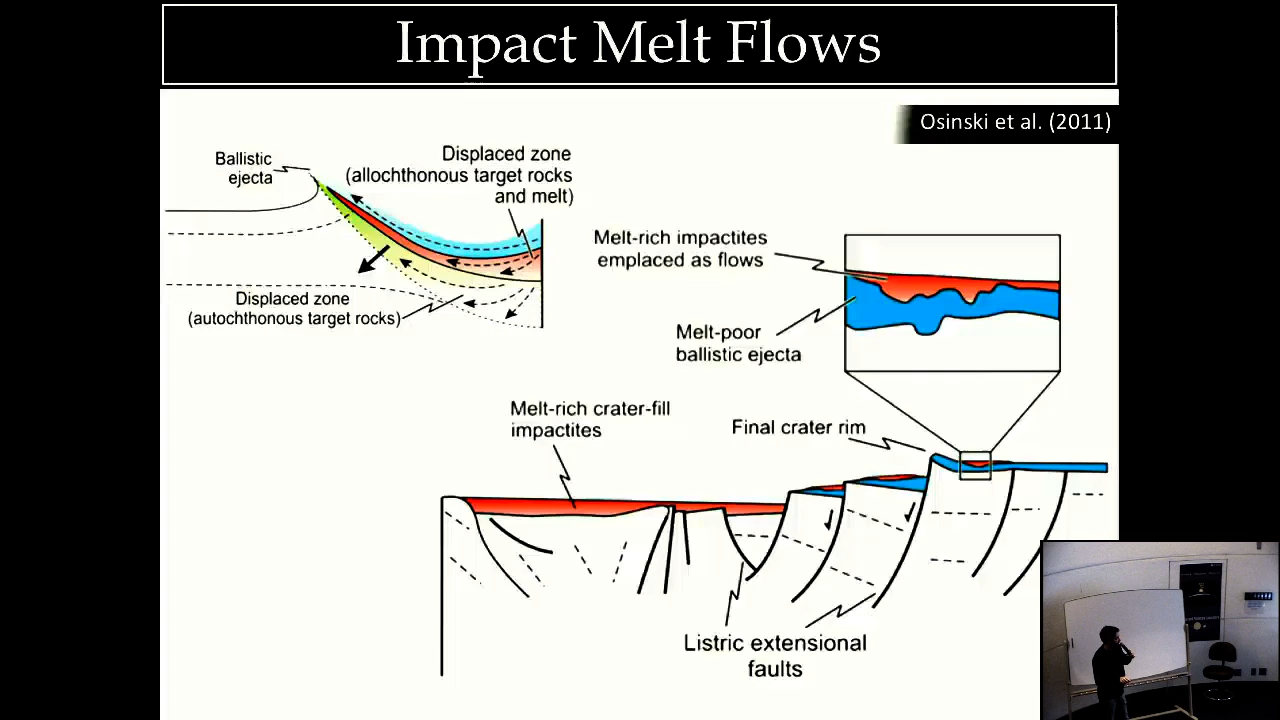 Impact Melt Flows
Osinski et al. (2011)
Ballistic
ejecta
Displaced zone
(allochthonous target rocks
and melt)
Displaced zone
(autochthonous target rocks)
Melt-rich impactites
emplaced as flows
Melt-poor
ballistic ejecta
Melt-rich crater-fill
impactites
Final crater rim
Listric extensional
faults